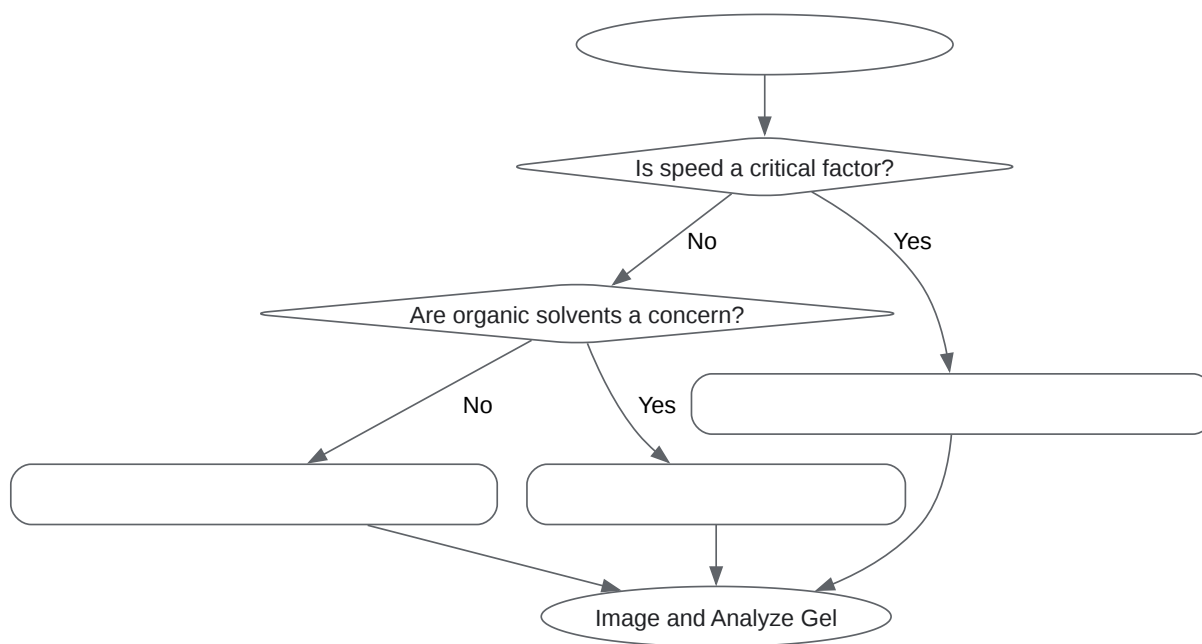 Is speed a critical factor?
No
Yes
Are organic solvents a concern?
No
Yes
Image and Analyze Gel